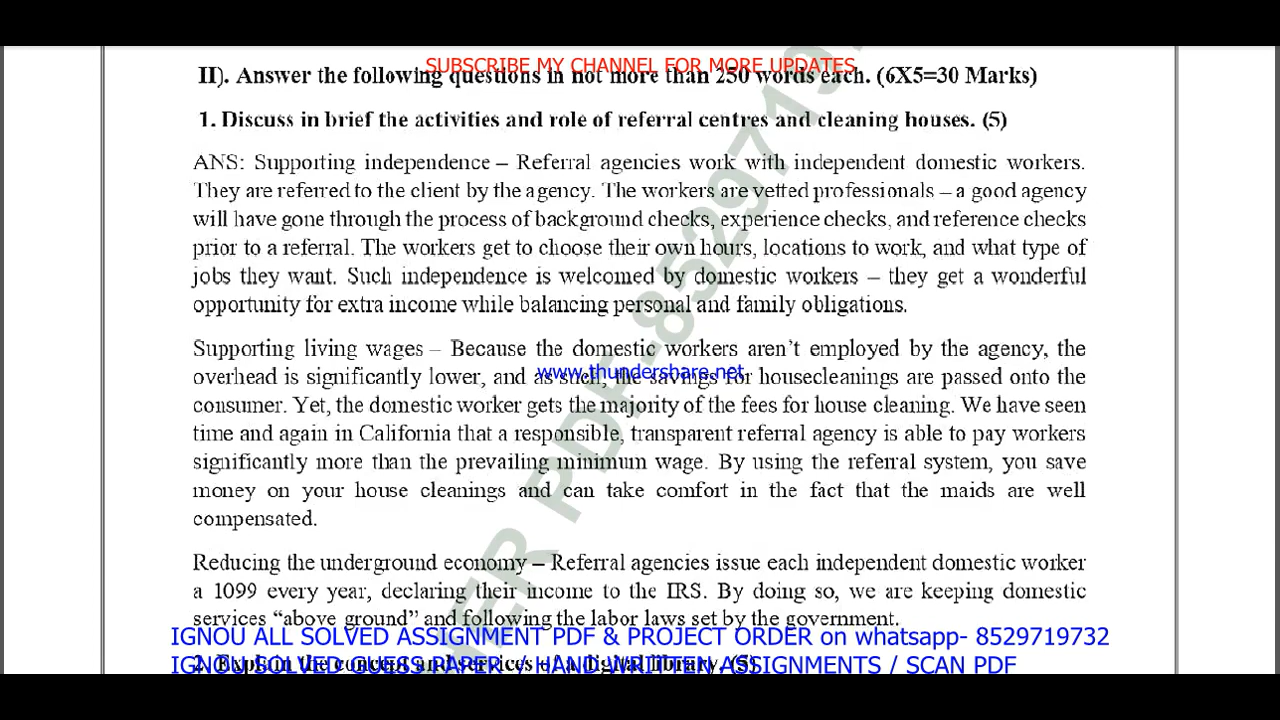 SUBSCRIBE MY CHANNEL FOR MORE UPDATES
II). Answer the following questions in not more than 250 words each. (6X5=30 Marks)
1. Discuss in brief the activities and role of referral centres and cleaning houses. (5)
ANS: Supporting independence – Referral agencies work with independent domestic workers.
They are referred to the client by the agency. The workers are vetted professionals – a good agency
will have gone through the process of background checks, experience checks, and reference checks
prior to a referral. The workers get to choose their own hours, locations to work, and what type of
jobs they want. Such independence is welcomed by domestic workers – they get a wonderful
opportunity for extra income while balancing personal and family obligations.
Supporting living wages – Because the domestic workers aren't employed by the agency, the
www.thundershare.net
overhead is significantly lower, and as such, the savings for housecleanings are passed onto the
consumer. Yet, the domestic worker gets the majority of the fees for house cleaning. We have seen
time and again in California that a responsible, transparent referral agency is able to pay workers
significantly more than the prevailing minimum wage. By using the referral system, you save
money on your house cleanings and can take comfort in the fact that the maids are well
compensated.
Reducing the underground economy – Referral agencies issue each independent domestic worker
a 1099 every year, declaring their income to the IRS. By doing so, we are keeping domestic
services “above ground” and following the labor laws set by the government.
IGNOU ALL SOLVED ASSIGNMENT PDF & PROJECT ORDER on whatsapp- 8529719732
2. Explain the concept and services of a digital library. (5)
IGNOU SOLVED GUESS PAPER / HAND WRITTEN ASSIGNMENTS / SCAN PDF